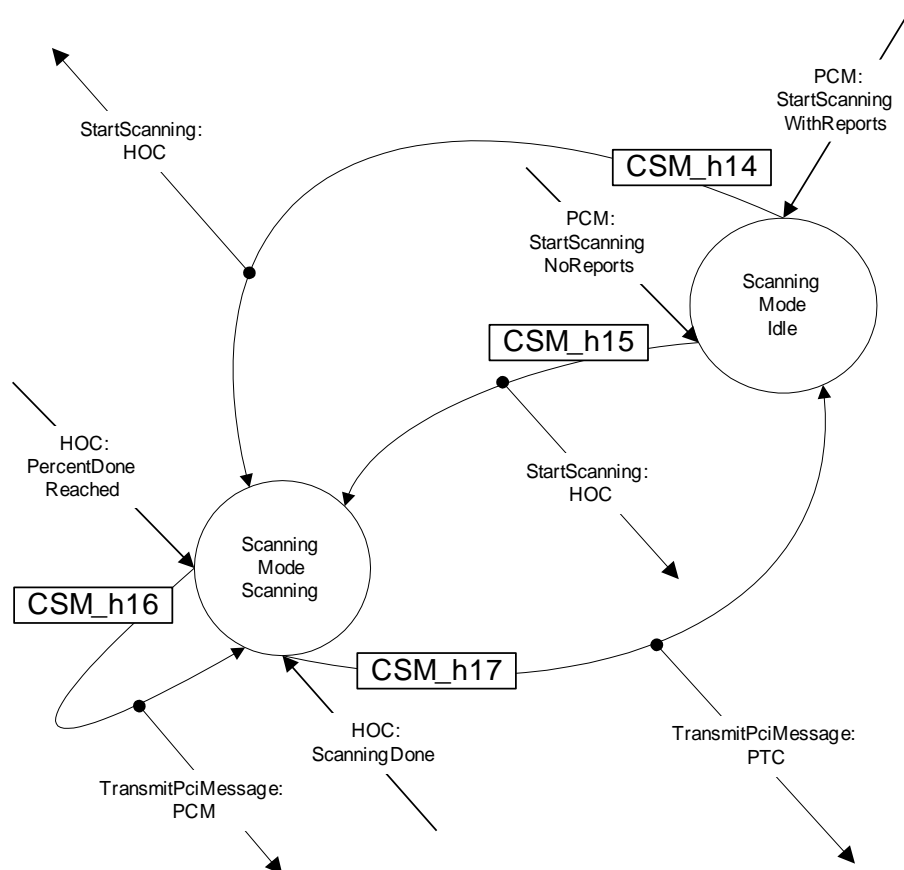 PCM:
StartScanning
WithReports
StartScanning:
HOC
CSM_h14
PCM:
StartScanning
NoReports
Scanning
Mode
Idle
CSM_h15
HOC:
PercentDone
Reached
StartScanning:
HOC
Scanning
Mode
Scanning
CSM_h16
CSM_h17
HOC:
ScanningDone
TransmitPciMessage:
PTC
TransmitPciMessage:
PCM